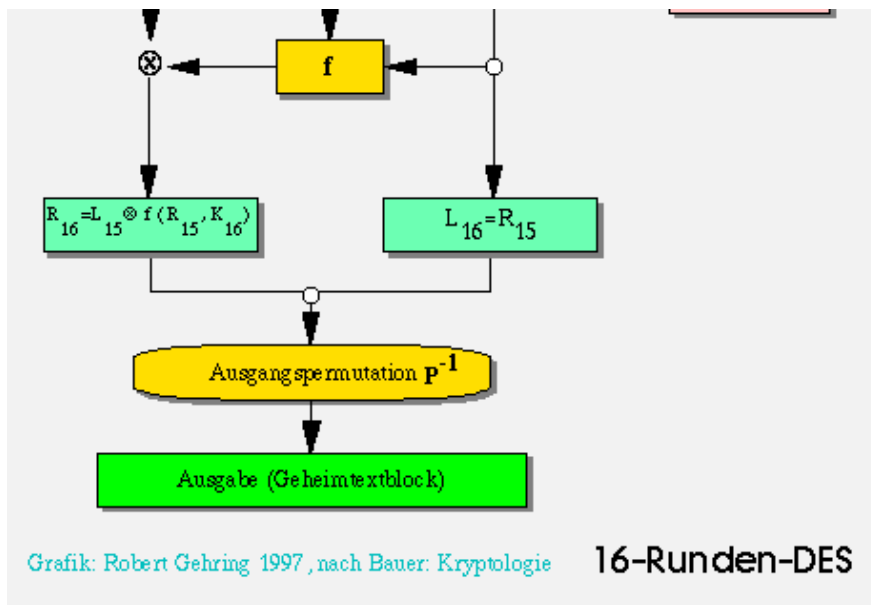 f
R16=L15⊗ f (R15, K16)
L16=R15
Ausgangspermutation P-1
Ausgabe (Geheimtextblock)
Grafik: Robert Gehring 1997, nach Bauer: Kryptologie
16-Runden-DES